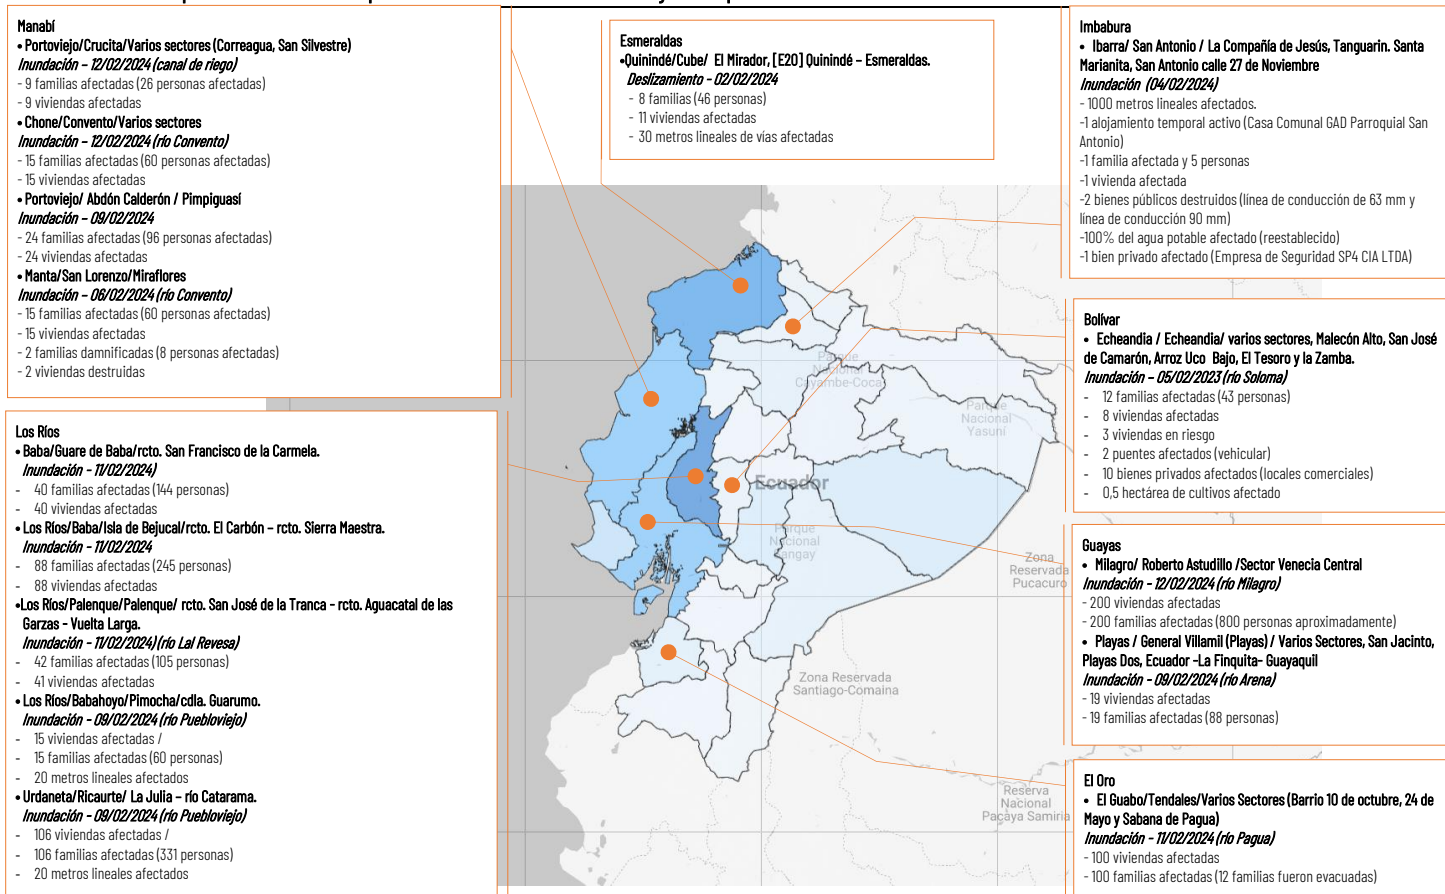 Manabí
• Portoviejo/Crucita/Varios sectores (Correagua, San Silvestre)
Inundación – 12/02/2024 (canal de riego)
- 9 familias afectadas (26 personas afectadas)
- 9 viviendas afectadas
• Chone/Convento/Varios sectores
Inundación – 12/02/2024 (río Convento)
- 15 familias afectadas (60 personas afectadas)
- 15 viviendas afectadas
• Portoviejo/ Abdón Calderón / Pimpiguasí
Inundación – 09/02/2024
- 24 familias afectadas (96 personas afectadas)
- 24 viviendas afectadas
• Manta/San Lorenzo/Miraflores
Inundación – 06/02/2024 (río Convento)
- 15 familias afectadas (60 personas afectadas)
- 15 viviendas afectadas
- 2 familias damnificadas (8 personas afectadas)
- 2 viviendas destruidas
Los Ríos
• Baba/Guare de Baba/rcto. San Francisco de la Carmela.
Inundación - 11/02/2024)
- 40 familias afectadas (144 personas)
- 40 viviendas afectadas
• Los Ríos/Baba/Isla de Bejucal/rcto. El Carbón – rcto. Sierra Maestra.
Inundación - 11/02/2024
- 88 familias afectadas (245 personas)
- 88 viviendas afectadas
•Los Ríos/Palenque/Palenque/ rcto. San José de la Tranca - rcto. Aguacatal de las
Garzas - Vuelta Larga.
Inundación - 11/02/2024)(río Lal Revesa)
- 42 familias afectadas (105 personas)
- 41 viviendas afectadas
• Los Ríos/Babahoyo/Pimocha/cdla. Guarumo.
Inundación - 09/02/2024 (río Puebloviejo)
- 15 viviendas afectadas /
- 15 familias afectadas (60 personas)
- 20 metros lineales afectados
• Urdaneta/Ricaurte/ La Julia – río Catarama.
Inundación - 09/02/2024 (río Puebloviejo)
- 106 viviendas afectadas /
- 106 familias afectadas (331 personas)
- 20 metros lineales afectados
Esmeraldas
•Quinindé/Cube/ El Mirador, [E20] Quinindé – Esmeraldas.
Deslizamiento - 02/02/2024
- 8 familias (46 personas)
- 11 viviendas afectadas
- 30 metros lineales de vías afectadas
Parque
Nacional
Cayambe-Coca
Parque
Nacional
Yasuní
Ecuador
Parque
Nacional
Sangay
Zona
Reservada
Pucacuro
Zona Reservada
Santiago-Comaina
Reserva
Nacional
Pacaya Samiria
Imbabura
• Ibarra/ San Antonio / La Compañía de Jesús, Tanguarin. Santa
Marianita, San Antonio calle 27 de Noviembre
Inundación (04/02/2024)
- 1000 metros lineales afectados.
-1 alojamiento temporal activo (Casa Comunal GAD Parroquial San
Antonio)
-1 familia afectada y 5 personas
-1 vivienda afectada
-2 bienes públicos destruidos (línea de conducción de 63 mm y
línea de conducción 90 mm)
-100% del agua potable afectado (reestablecido)
-1 bien privado afectado (Empresa de Seguridad SP4 CIA LTDA)
Bolívar
• Echeandia / Echeandia/ varios sectores, Malecón Alto, San José
de Camarón, Arroz Uco Bajo, El Tesoro y la Zamba.
Inundación – 05/02/2023 (río Soloma)
- 12 familias afectadas (43 personas)
- 8 viviendas afectadas
- 3 viviendas en riesgo
- 2 puentes afectados (vehicular)
- 10 bienes privados afectados (locales comerciales)
- 0,5 hectárea de cultivos afectado
Guayas
• Milagro/ Roberto Astudillo /Sector Venecia Central
Inundación - 12/02/2024 (río Milagro)
- 200 viviendas afectadas
- 200 familias afectadas (800 personas aproximadamente)
• Playas / General Villamil (Playas) / Varios Sectores, San Jacinto,
Playas Dos, Ecuador -La Finquita- Guayaquil
Inundación - 09/02/2024 (río Arena)
- 19 viviendas afectadas
- 19 familias afectadas (88 personas)
El Oro
• El Guabo/Tendales/Varios Sectores (Barrio 10 de octubre, 24 de
Mayo y Sabana de Pagua)
Inundación - 11/02/2024 (río Pagua)
- 100 viviendas afectadas
- 100 familias afectadas (12 familias fueron evacuadas)